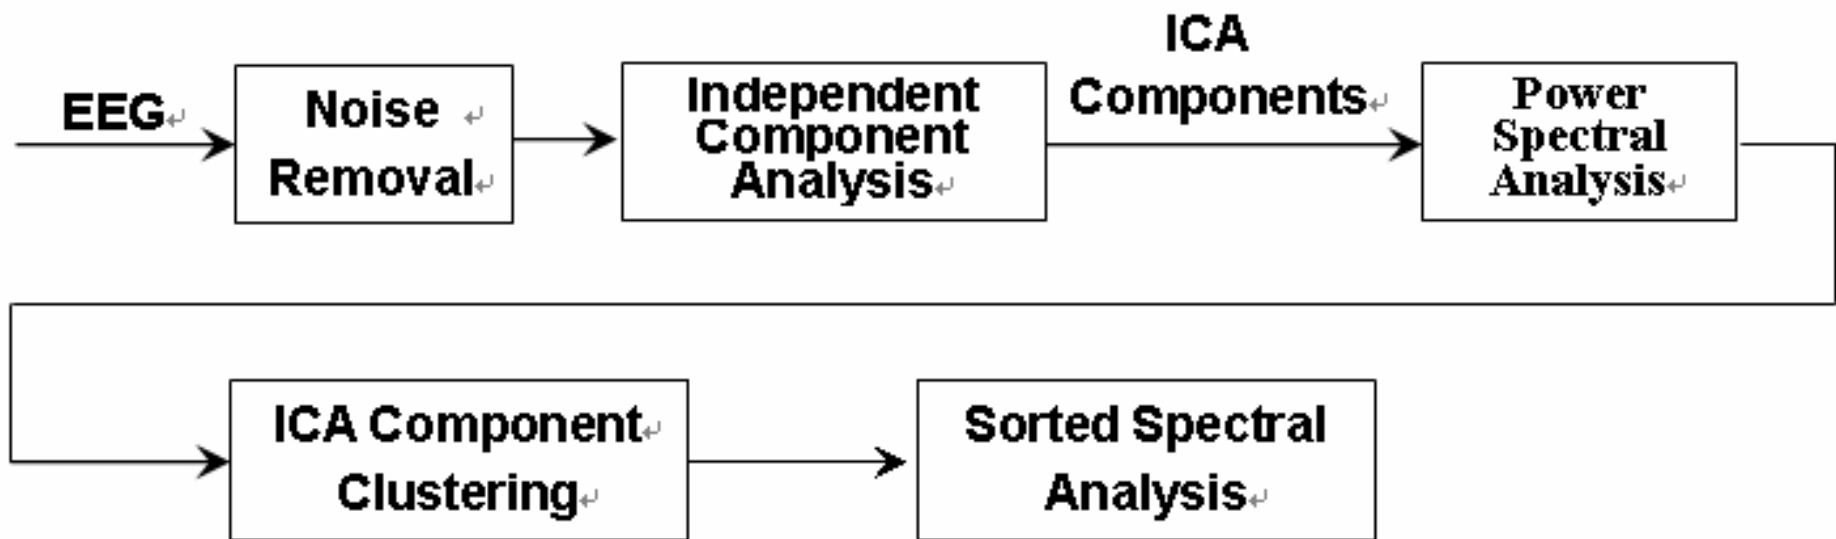 EEG
Noise
Removal
Independent
Component
Analysis
ICA
Components
Power
Spectral
Analysis
ICA Component
Clustering
Sorted Spectral
Analysis